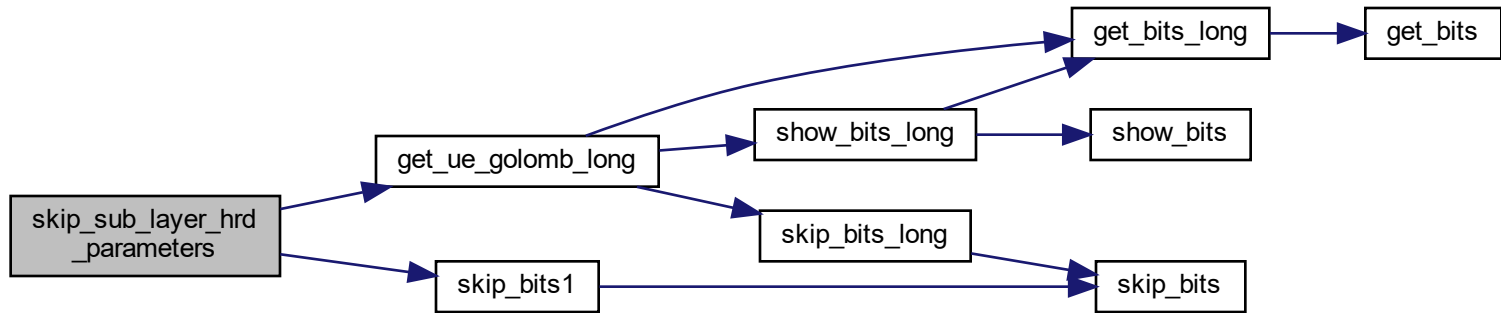 skip_sub_layer_hrd
_parameters
get_ue_golomb_long
skip_bits1
show_bits_long
skip_bits_long
get_bits_long
show_bits
skip_bits
get_bits